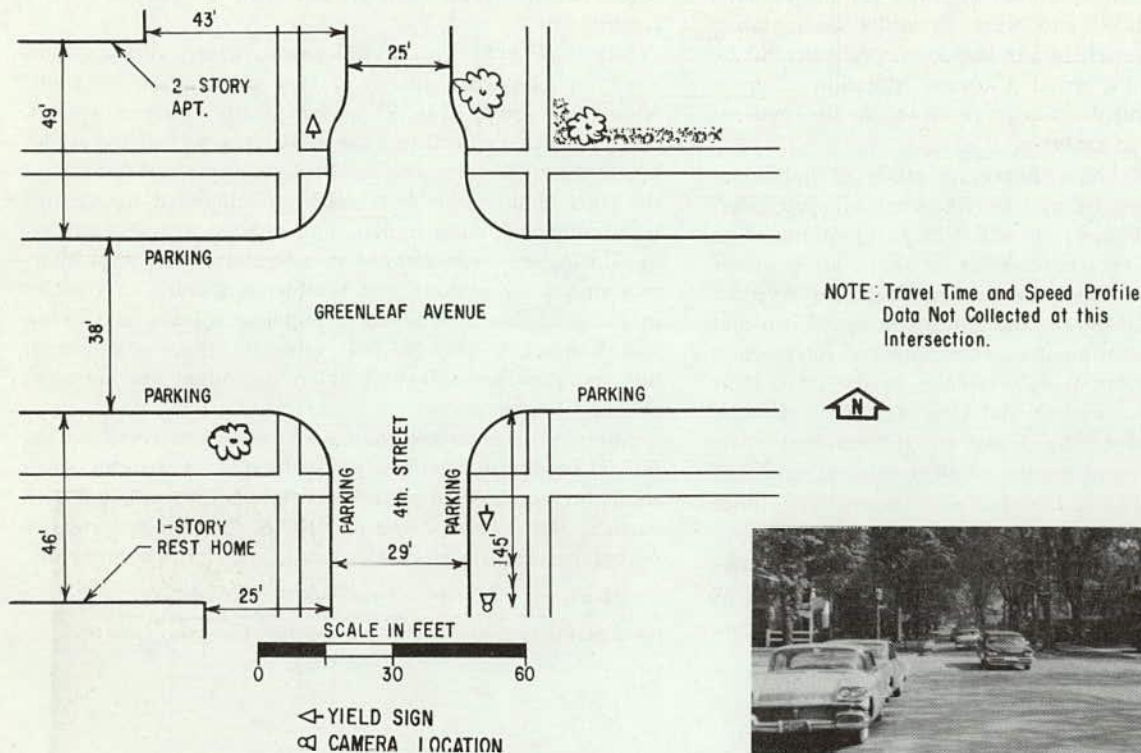 43'
25'
2-STORY
APT.
49'
PARKING
GREENLEAF AVENUE
NOTE: Travel Time and Speed Profile
Data Not Collected at this
Intersection.
38'
N
PARKING
PARKING
PARKING
4th. STREET
PARKING
145'
46'
1-STORY
REST HOME
29'
25'
SCALE IN FEET
0 30 60
YIELD SIGN
CAMERA LOCATION